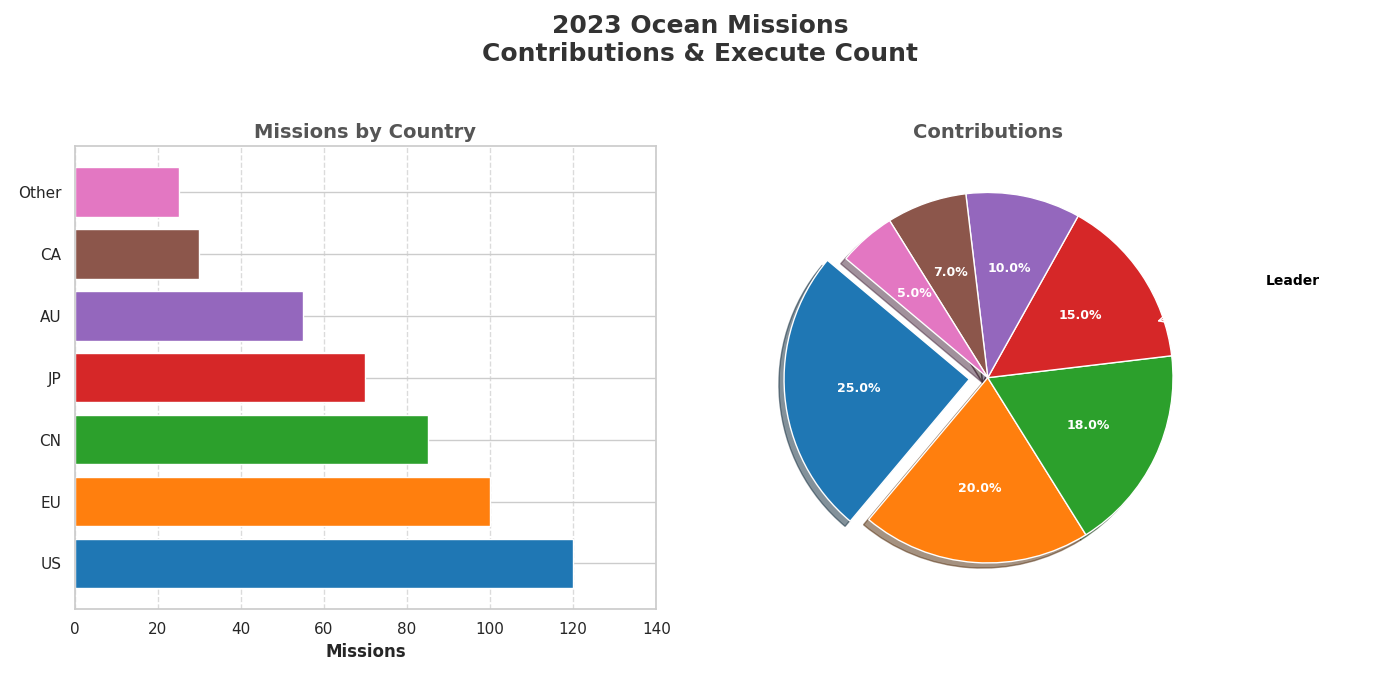 2023 Ocean Missions
Contributions & Execute Count
Missions by Country
Other
CA
AU
JP
CN
EU
US
0 20 40 60 80 100 120 140
Missions
Contributions
10.0%
7.0%
5.0%
15.0%
25.0%
18.0%
20.0%
Leader